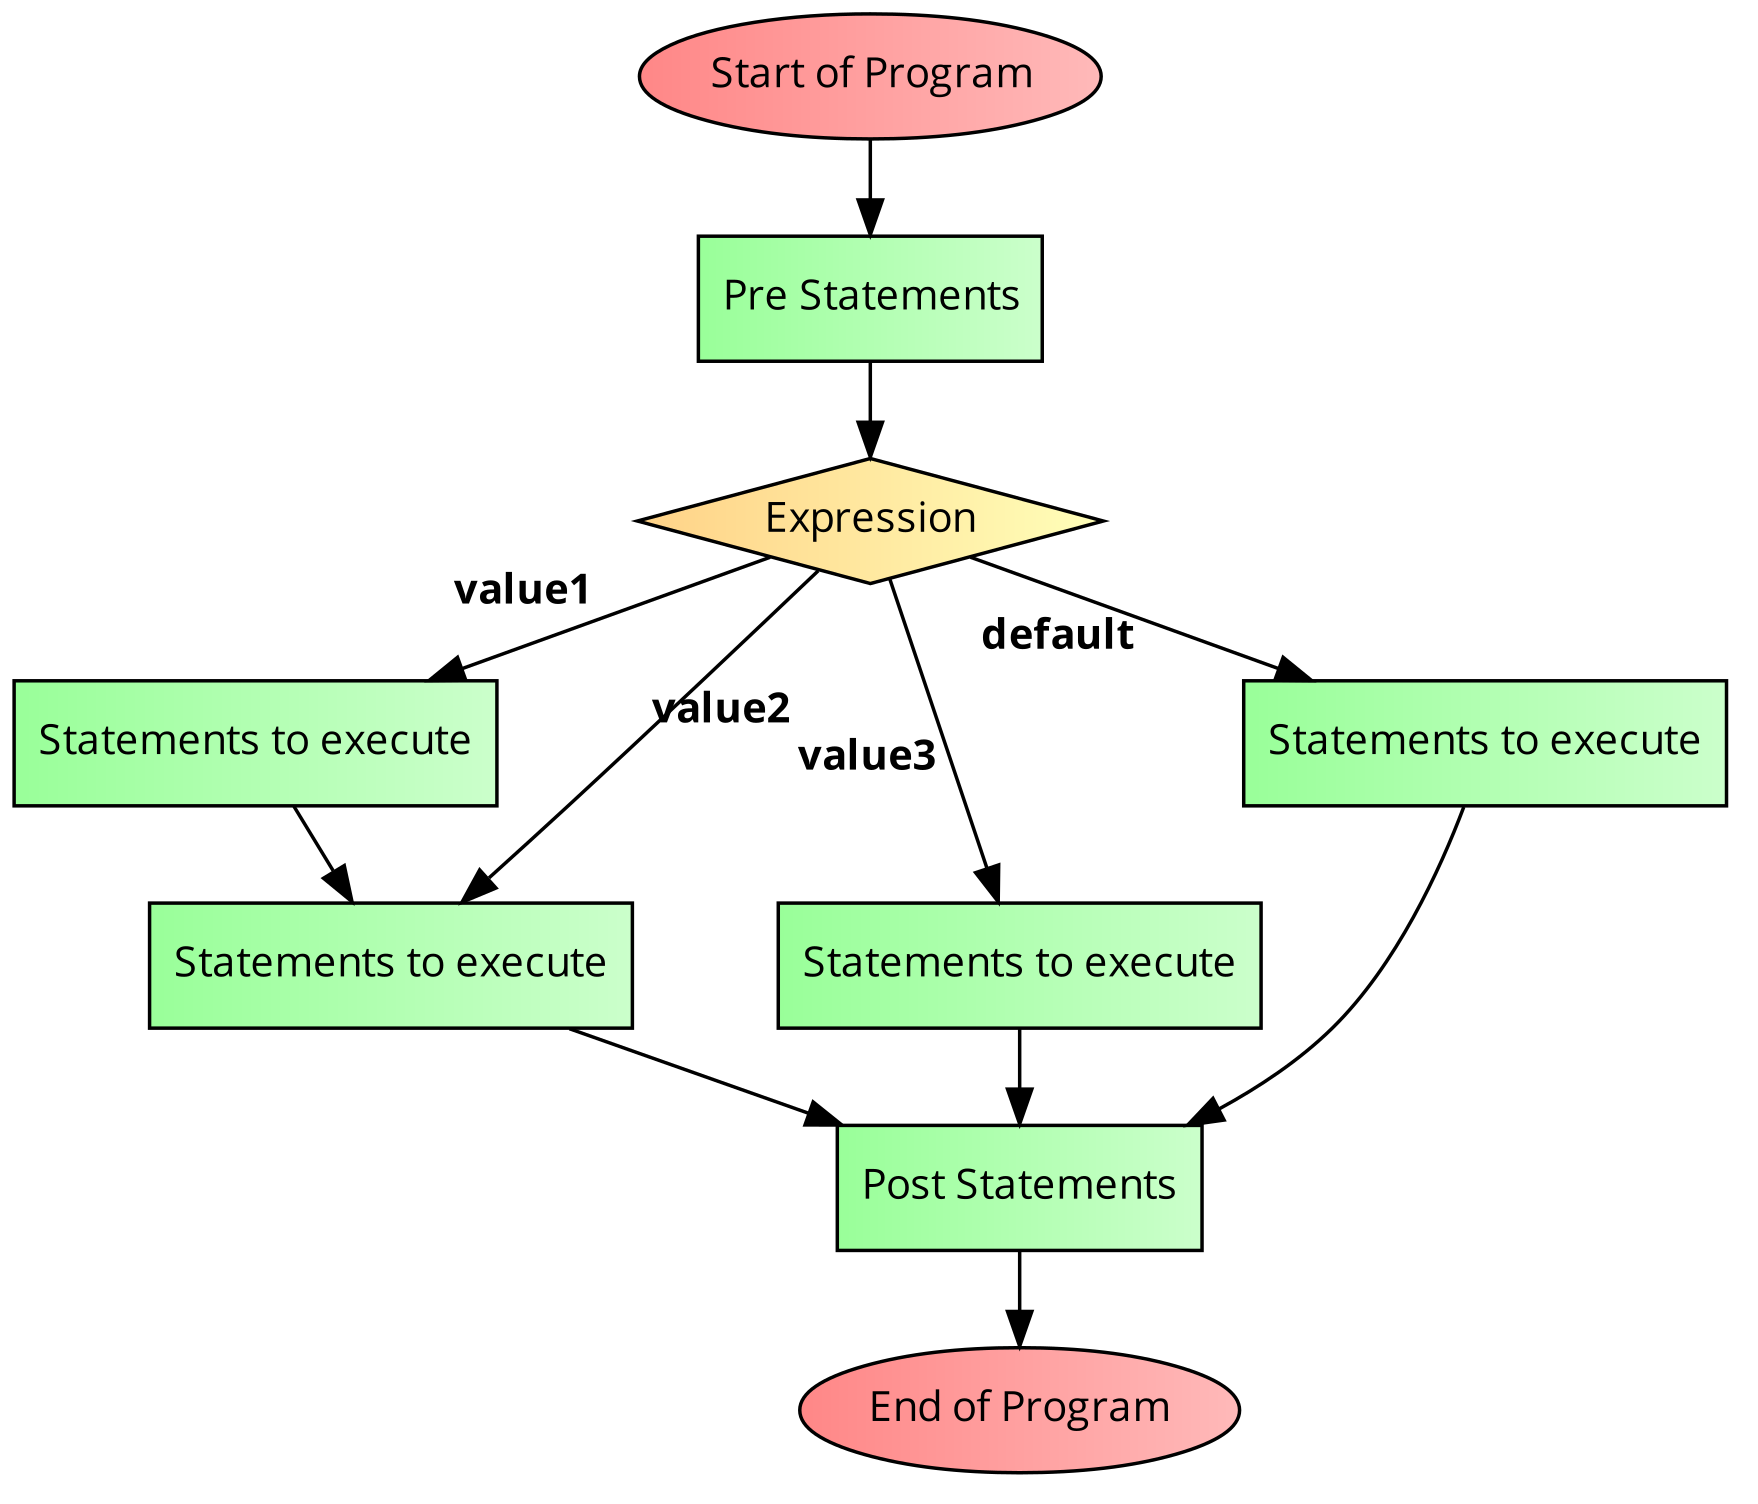 Start of Program
Pre Statements
Expression
value1
default
value2
value3
Statements to execute
Statements to execute
Statements to execute
Statements to execute
Post Statements
End of Program